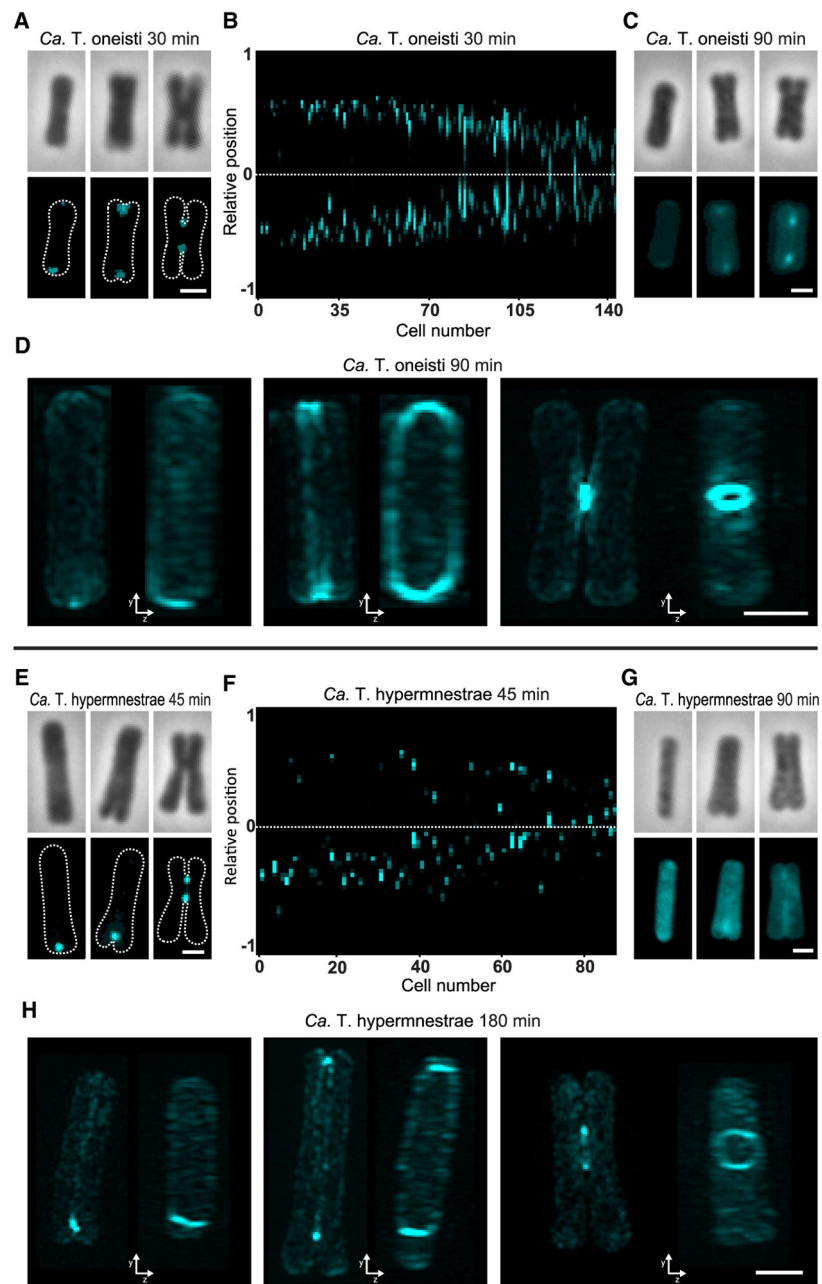 A
Ca. T. oneisti 30 min
B
Ca. T. oneisti 30 min
1
Relative position
0
-1
0 35 70 105 140
Cell number
C
Ca. T. oneisti 90 min
D
Ca. T. oneisti 90 min
y z
y z
y z
E
Ca. T. hypermnestrae 45 min
F
Ca. T. hypermnestrae 45 min
1
Relative position
0
-1
0 20 40 60 80
Cell number
G
Ca. T. hypermnestrae 90 min
H
Ca. T. hypermnestrae 180 min
y z
y z
y z